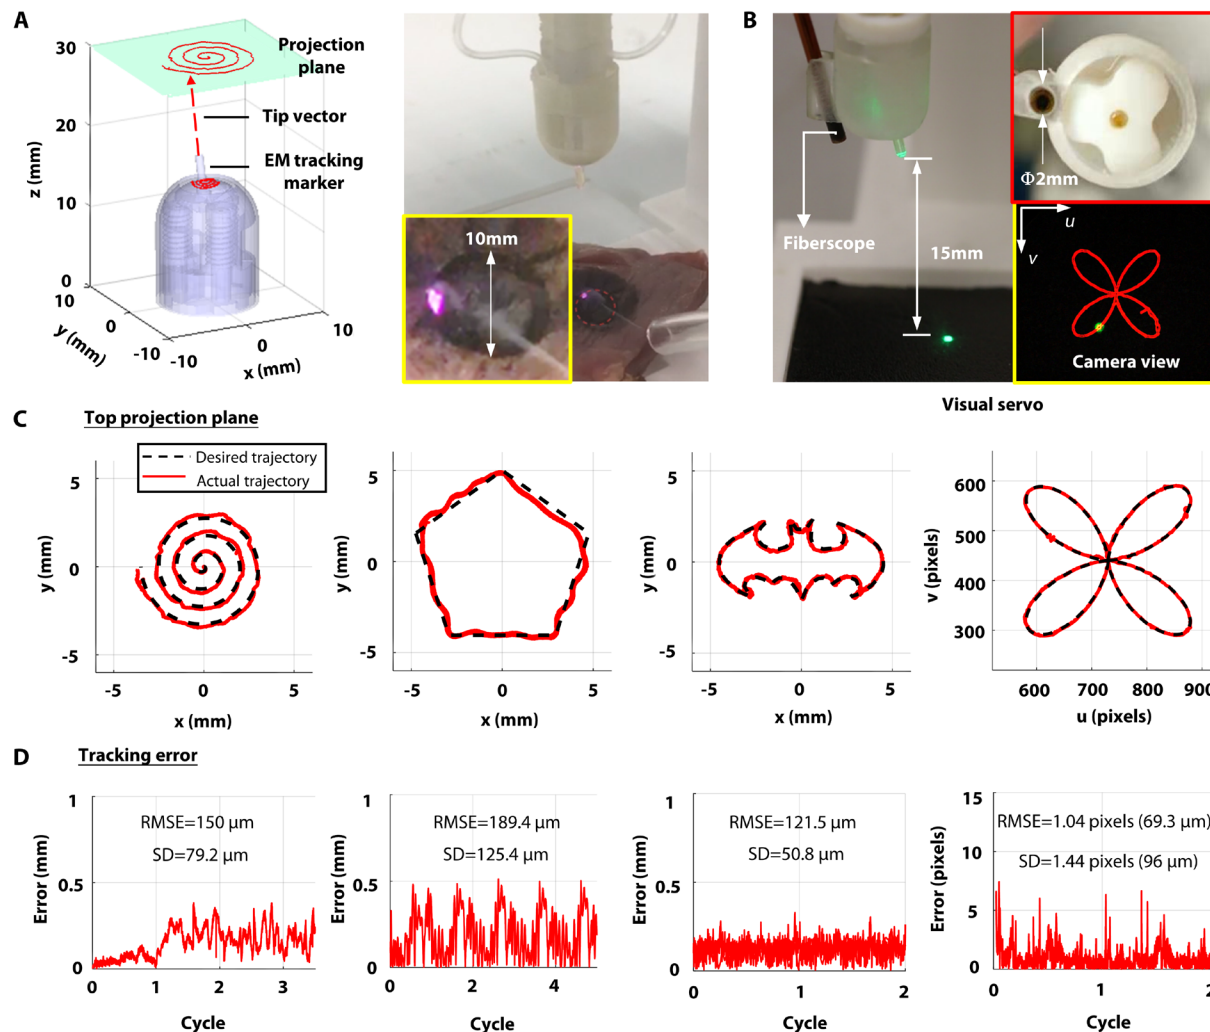 A
Projection
plane
Tip vector
EM tracking
marker
z (mm)
30
20
10
0
10
0
-10
y (mm)
-10
0
10
x (mm)
10mm
B
Fiberscope
15mm
Φ2mm
u
v
Camera view
C
Top projection plane
Visual servo
Desired trajectory
Actual trajectory
y (mm)
5
0
-5
-5
0
5
x (mm)
y (mm)
5
0
-5
-5
0
5
x (mm)
y (mm)
5
0
-5
-5
0
5
x (mm)
v (pixels)
600
500
400
300
600
700
800
900
u (pixels)
D
Tracking error
Error (mm)
1
0.5
0
RMSE=150 μm
SD=79.2 μm
0
1
2
3
Cycle
Error (mm)
1
0.5
0
RMSE=189.4 μm
SD=125.4 μm
0
2
4
Cycle
Error (mm)
1
0.5
0
RMSE=121.5 μm
SD=50.8 μm
0
1
2
Cycle
Error (pixels)
15
10
5
0
RMSE=1.04 pixels (69.3 μm)
SD=1.44 pixels (96 μm)
0
1
2
Cycle